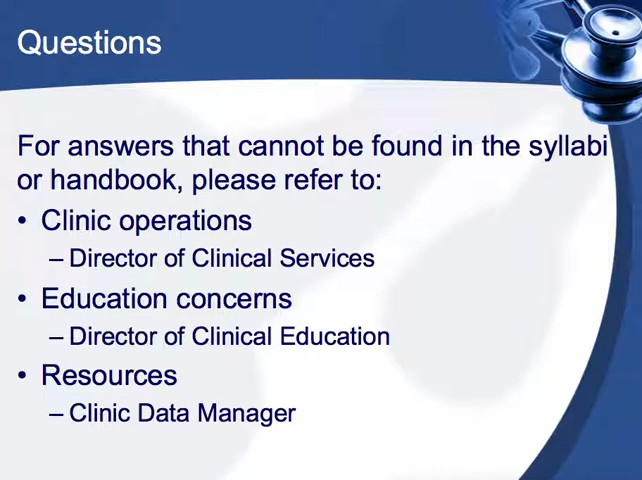 Questions
For answers that cannot be found in the syllabi
or handbook, please refer to:
• Clinic operations
– Director of Clinical Services
• Education concerns
– Director of Clinical Education
• Resources
– Clinic Data Manager